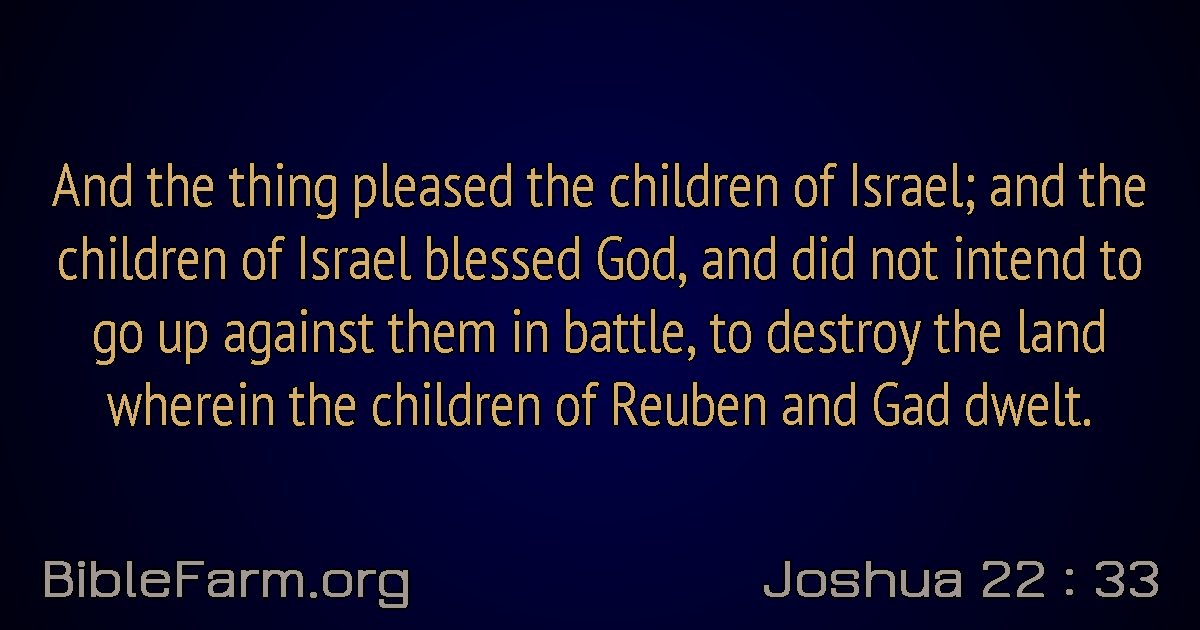 And the thing pleased the children of Israel; and the
children of Israel blessed God, and did not intend to
go up against them in battle, to destroy the land
wherein the children of Reuben and Gad dwelt.
BibleFarm.org
Joshua 22 : 33